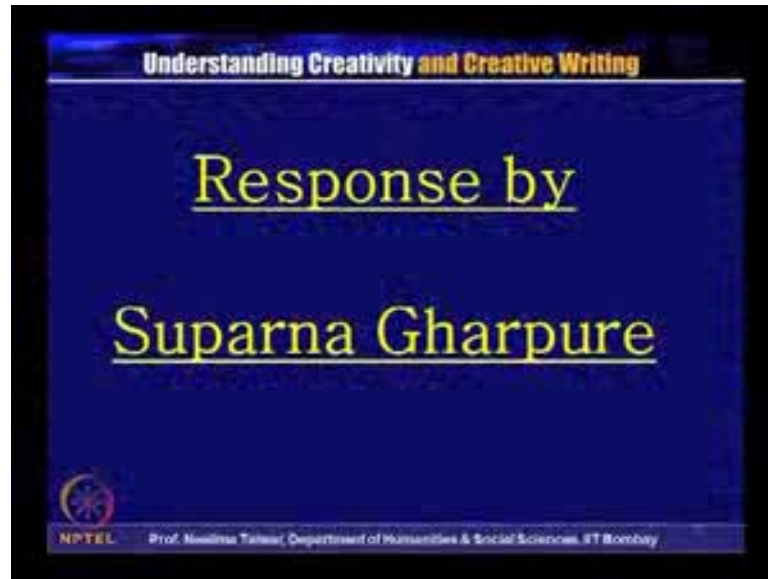 Understanding Creativity and Creative Writing
Response by
Suparna Gharpure
NPTEL
Prof. Neelima Talwar, Department of Humanities & Social Sciences, IIT Bombay